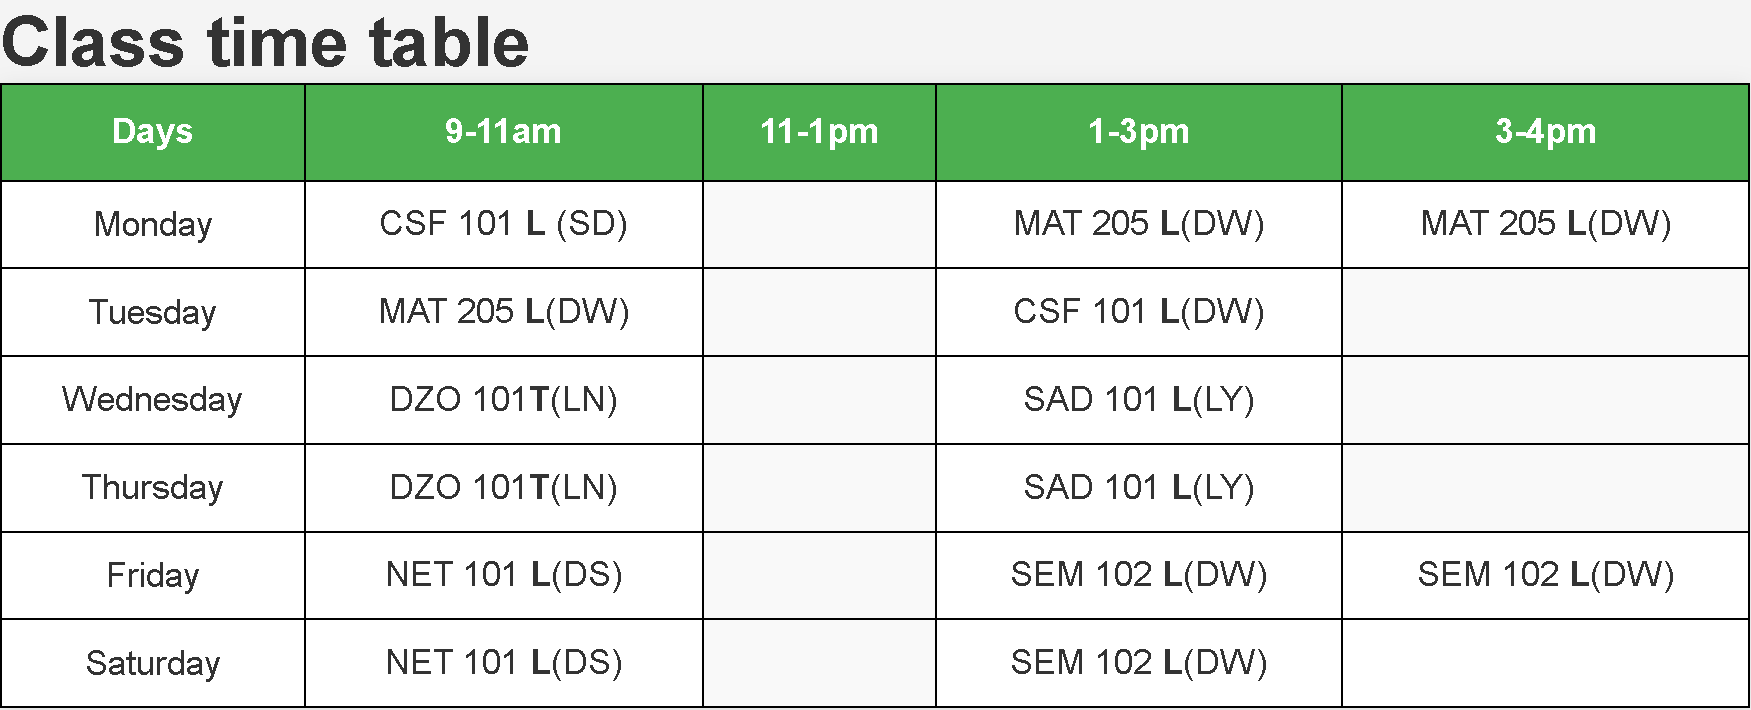 Class time table
Days 9-11am 11-1pm 1-3pm 3-4pm
Monday CSF 101 L (SD) MAT 205 L(DW) MAT 205 L(DW)
Tuesday MAT 205 L(DW) CSF 101 L(DW)
Wednesday DZO 101T(LN) SAD 101 L(LY)
Thursday DZO 101T(LN) SAD 101 L(LY)
Friday NET 101 L(DS) SEM 102 L(DW) SEM 102 L(DW)
Saturday NET 101 L(DS) SEM 102 L(DW)